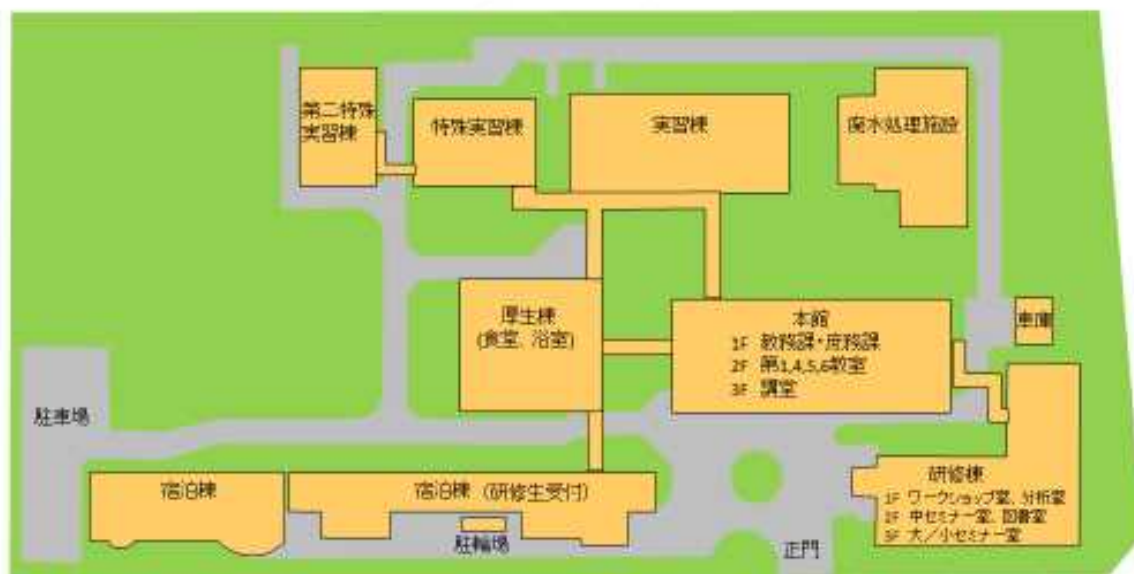 第二特殊
実習棟
特殊実習棟
実習棟
廃水処理施設
厚生棟
(食堂、浴室)
本館
1F 教務課・庶務課
2F 第1,4,5,6教室
3F 講堂
車庫
駐車場
宿泊棟
宿泊棟（研修生受付）
駐輪場
正門
研修棟
1F ワークショップ室、分析室
2F 中セミナー室、図書室
3F 大／小セミナー室